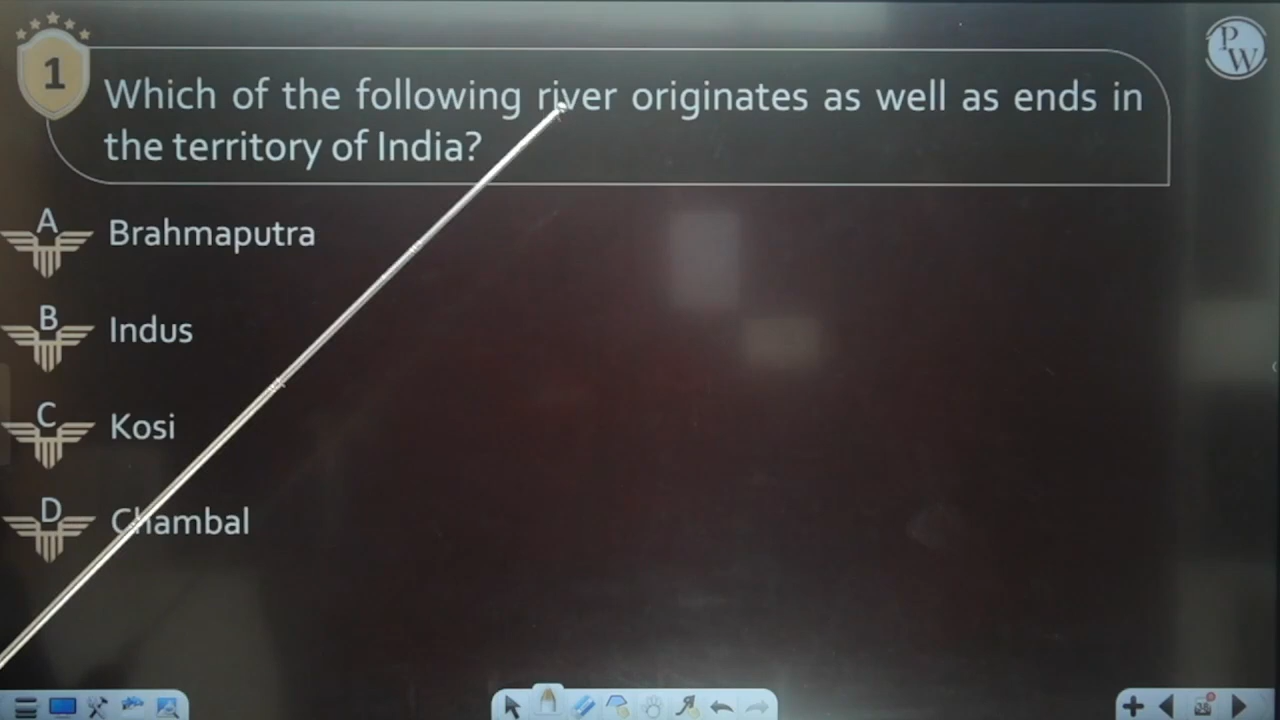 1
Which of the following river originates as well as ends in
the territory of India?
A Brahmaputra
B Indus
C Kosi
D Chambal
PW